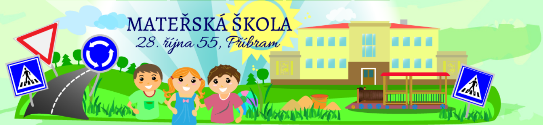 MATEŘSKÁ ŠKOLA
28. října 55, Příbram